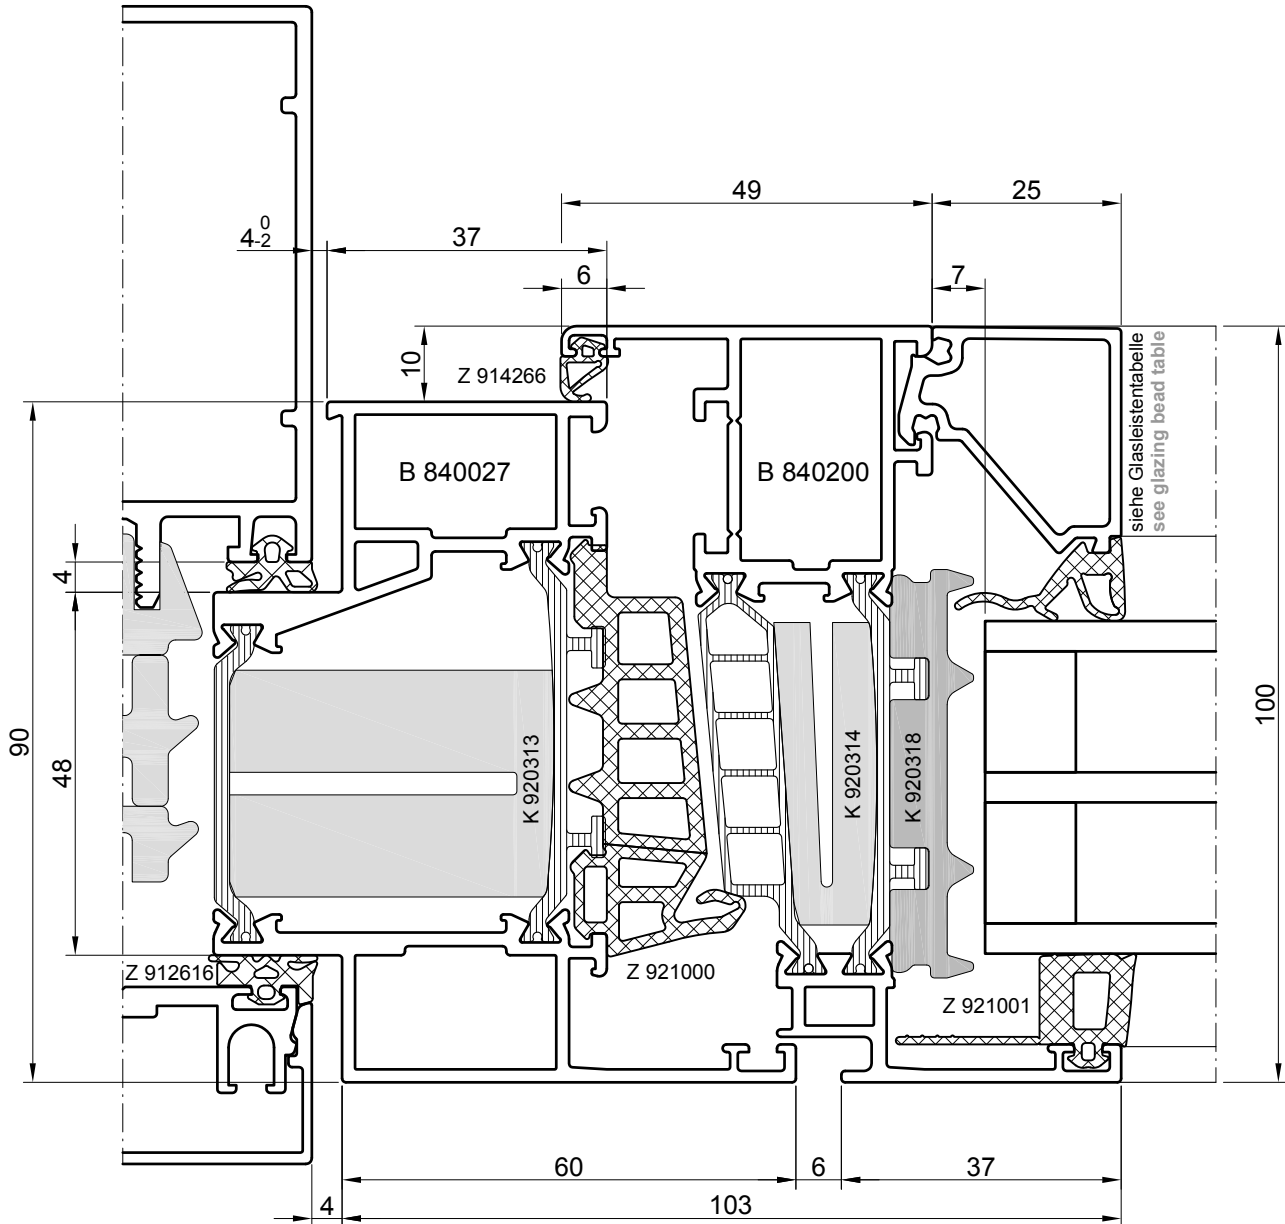 49
25
4 0 -2
37
6
7
10
Z 914266
siehe Glasleistentabelle
see glazing bead table
B 840027
B 840200
4
90
48
100
K 920313
K 920314
K 920318
Z 912616
Z 921000
Z 921001
60
6
37
4
103